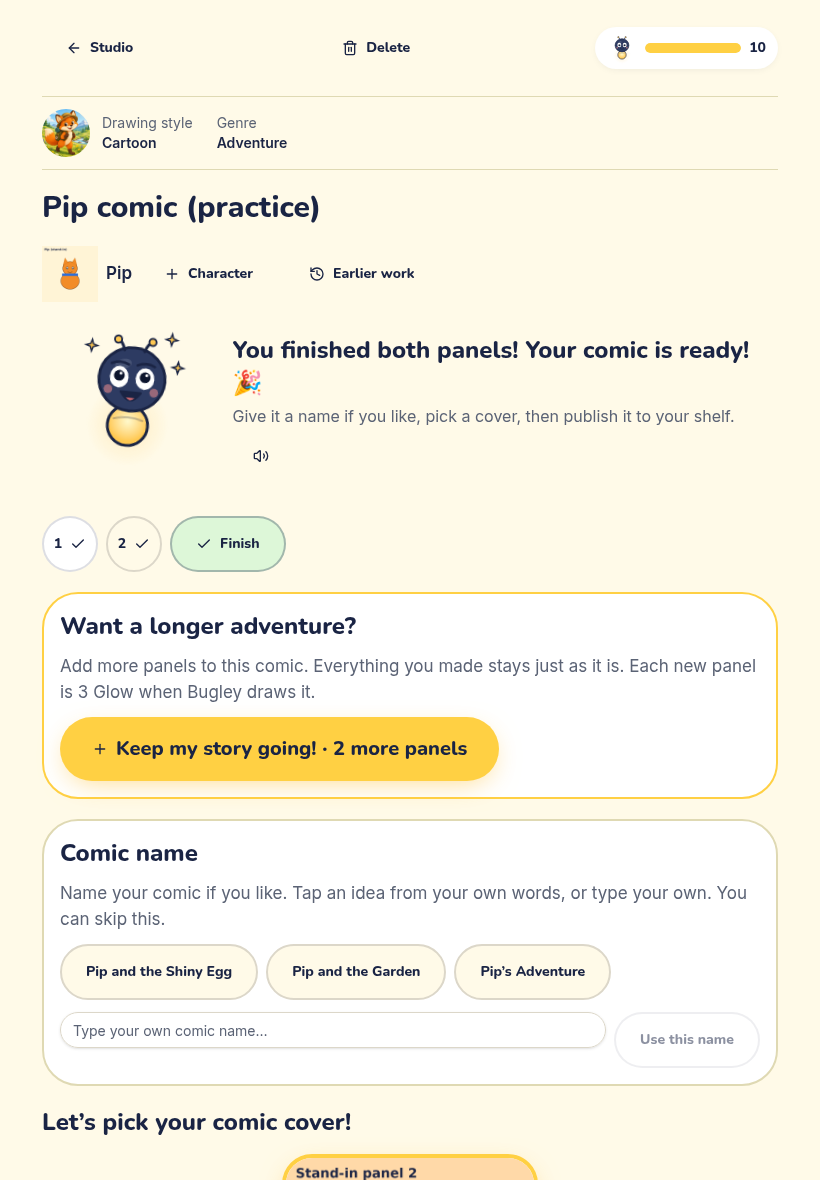 Studio
Delete
10
Drawing style
Cartoon
Genre
Adventure
Pip comic (practice)
Pip
Character
Earlier work
You finished both panels! Your comic is ready!
🎉
Give it a name if you like, pick a cover, then publish it to your shelf.
1
2
Finish
Want a longer adventure?
Add more panels to this comic. Everything you made stays just as it is. Each new panel
is 3 Glow when Bugley draws it.
Keep my story going! · 2 more panels
Comic name
Name your comic if you like. Tap an idea from your own words, or type your own. You
can skip this.
Pip and the Shiny Egg
Pip and the Garden
Pip’s Adventure
Type your own comic name...
Use this name
Let’s pick your comic cover!
Stand-in panel 2